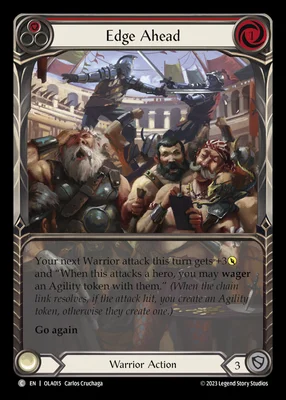 1
Edge Ahead
Your next Warrior attack this turn gets +3
and "When this attacks a hero, you may wager
an Agility token with them." (When the chain
link resolves, if the attack hit, you create an Agility
token, otherwise they create one.)
Go again
Warrior Action
3
C EN | OLA015 Carlos Cruchaga
© 2023 Legend Story Studios